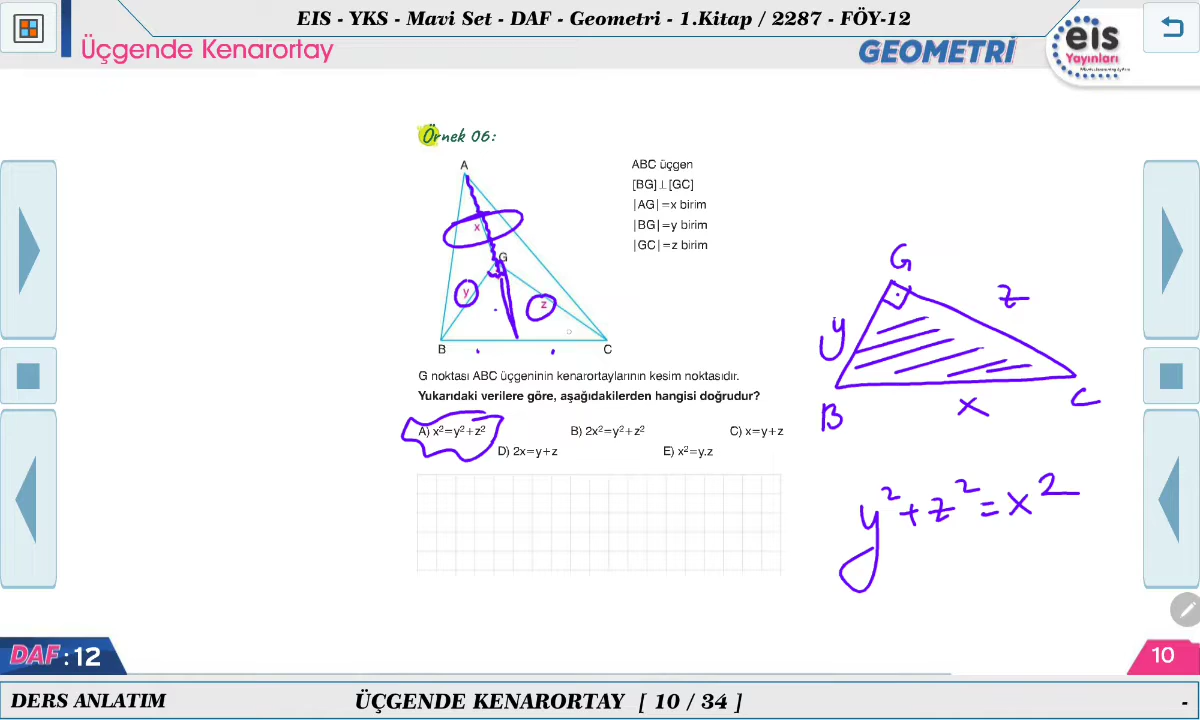 EIS - YKS - Mavi Set - DAF - Geometri - 1.Kitap / 2287 - FÖY-12
Üçgende Kenarortay
GEOMETRİ
eis
Yayınları
Örnek 06:
A
x
G
y
z
B
C
ABC üçgen
[BG]⊥[GC]
|AG|=x birim
|BG|=y birim
|GC|=z birim
G noktası ABC üçgeninin kenarortaylarının kesim noktasıdır.
Yukarıdaki verilere göre, aşağıdakilerden hangisi doğrudur?
A) x²=y²+z² B) 2x²=y²+z² C) x=y+z
D) 2x=y+z E) x²=y.z
G
z
y
B
x
C
y²+z²=x²
DAF:12
10
DERS ANLATIM ÜÇGENDE KENARORTAY [ 10 / 34 ] -